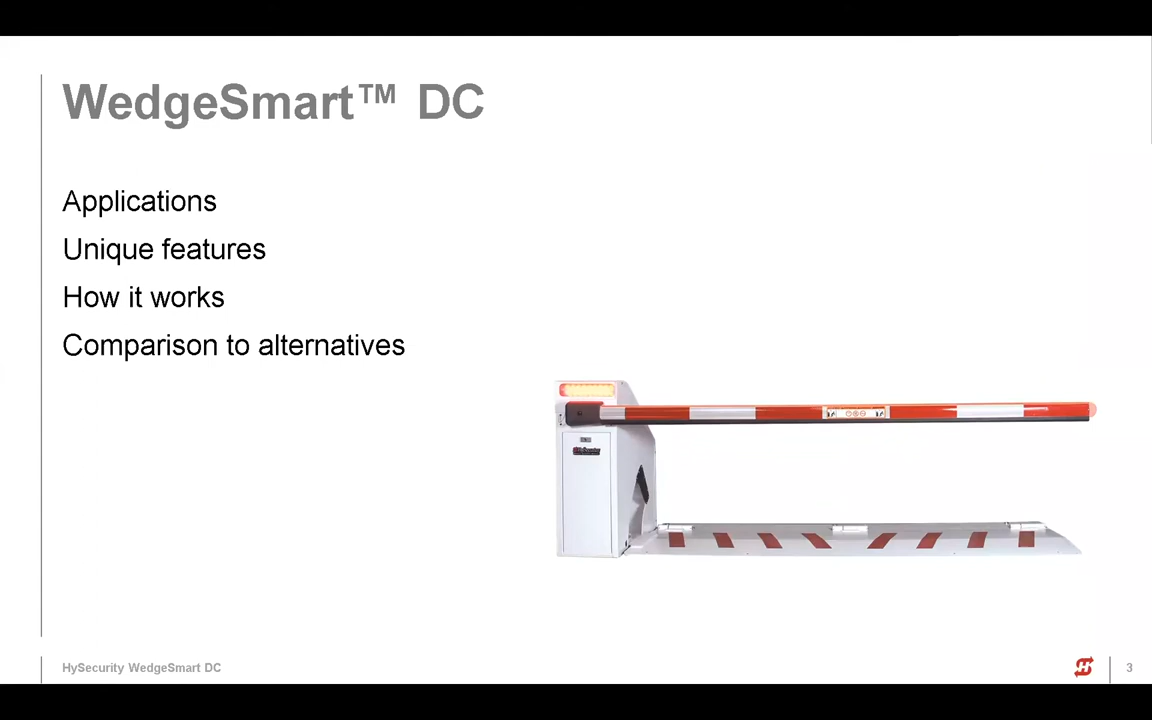 WedgeSmart™ DC
Applications
Unique features
How it works
Comparison to alternatives
HySecurity WedgeSmart DC
3